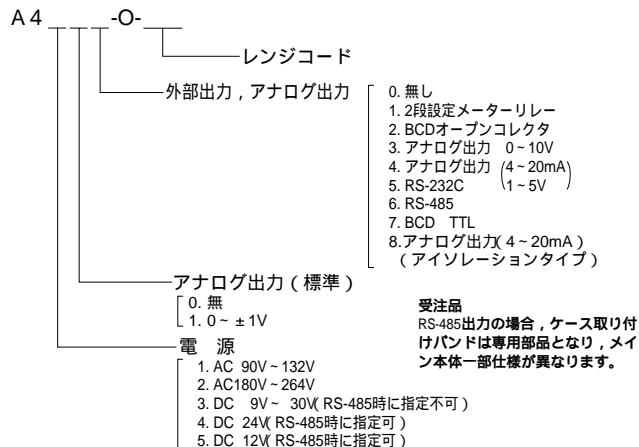 A4 _ _ _ -O- _
レンジコード
外部出力，アナログ出力
0. 無し
1. 2段設定メーターリレー
2. BCDオープンコレクタ
3. アナログ出力 0~10V
4. アナログ出力 (4~20mA
5. RS-232C 1~5V)
6. RS-485
7. BCD TTL
8.アナログ出力(4~20mA)
(アイソレーションタイプ)
アナログ出力(標準)
0. 無
1. 0~±1V
受注品
RS-485出力の場合，ケース取り付
けバンドは専用部品となり，メイ
ン本体一部仕様が異なります。
電 源
1. AC 90V~132V
2. AC180V~264V
3. DC 9V~ 30V(RS-485時に指定不可)
4. DC 24V(RS-485時に指定可)
5. DC 12V(RS-485時に指定可)